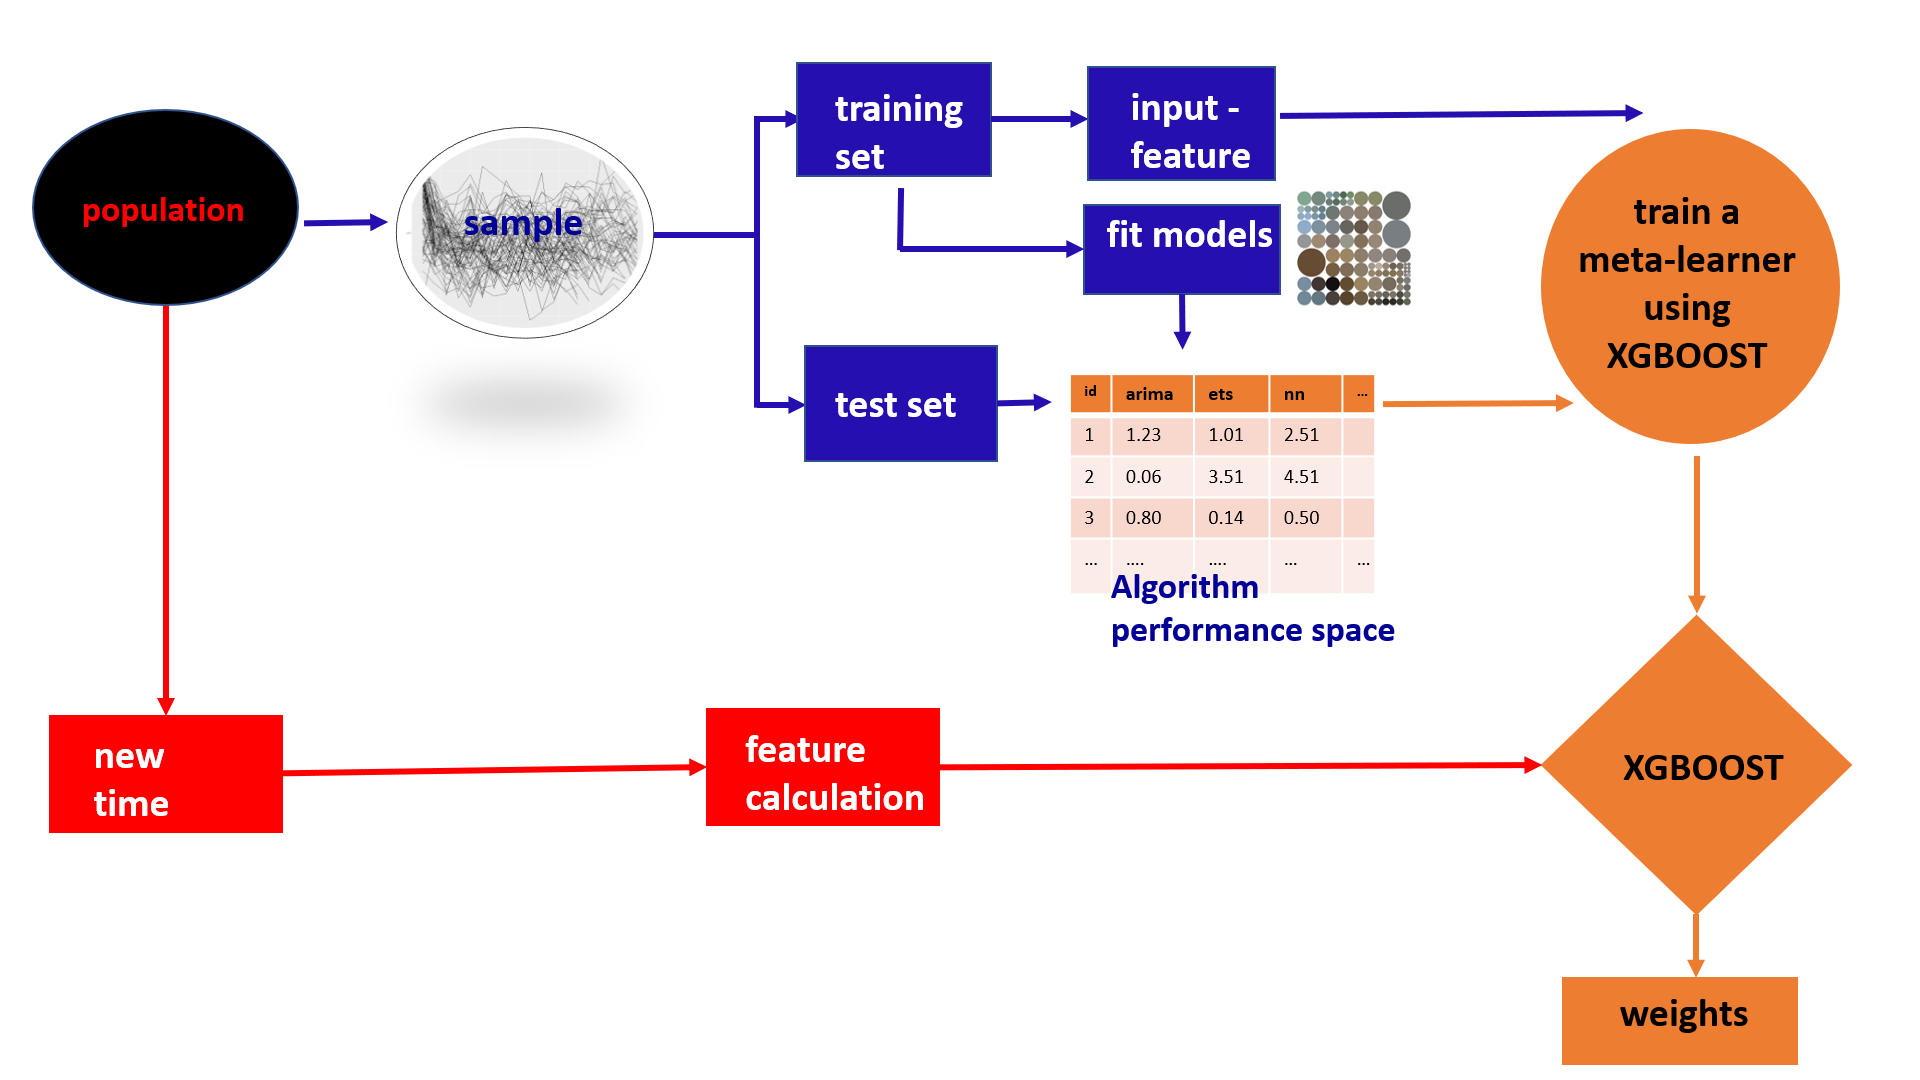 population
sample
training
set
input -
feature
fit models
test set
train a
meta-learner
using
XGBOOST
id arima ets nn ...
1 1.23 1.01 2.51
2 0.06 3.51 4.51
3 0.80 0.14 0.50
... .... .... ... ...
Algorithm
performance space
new
time
feature
calculation
XGBOOST
weights